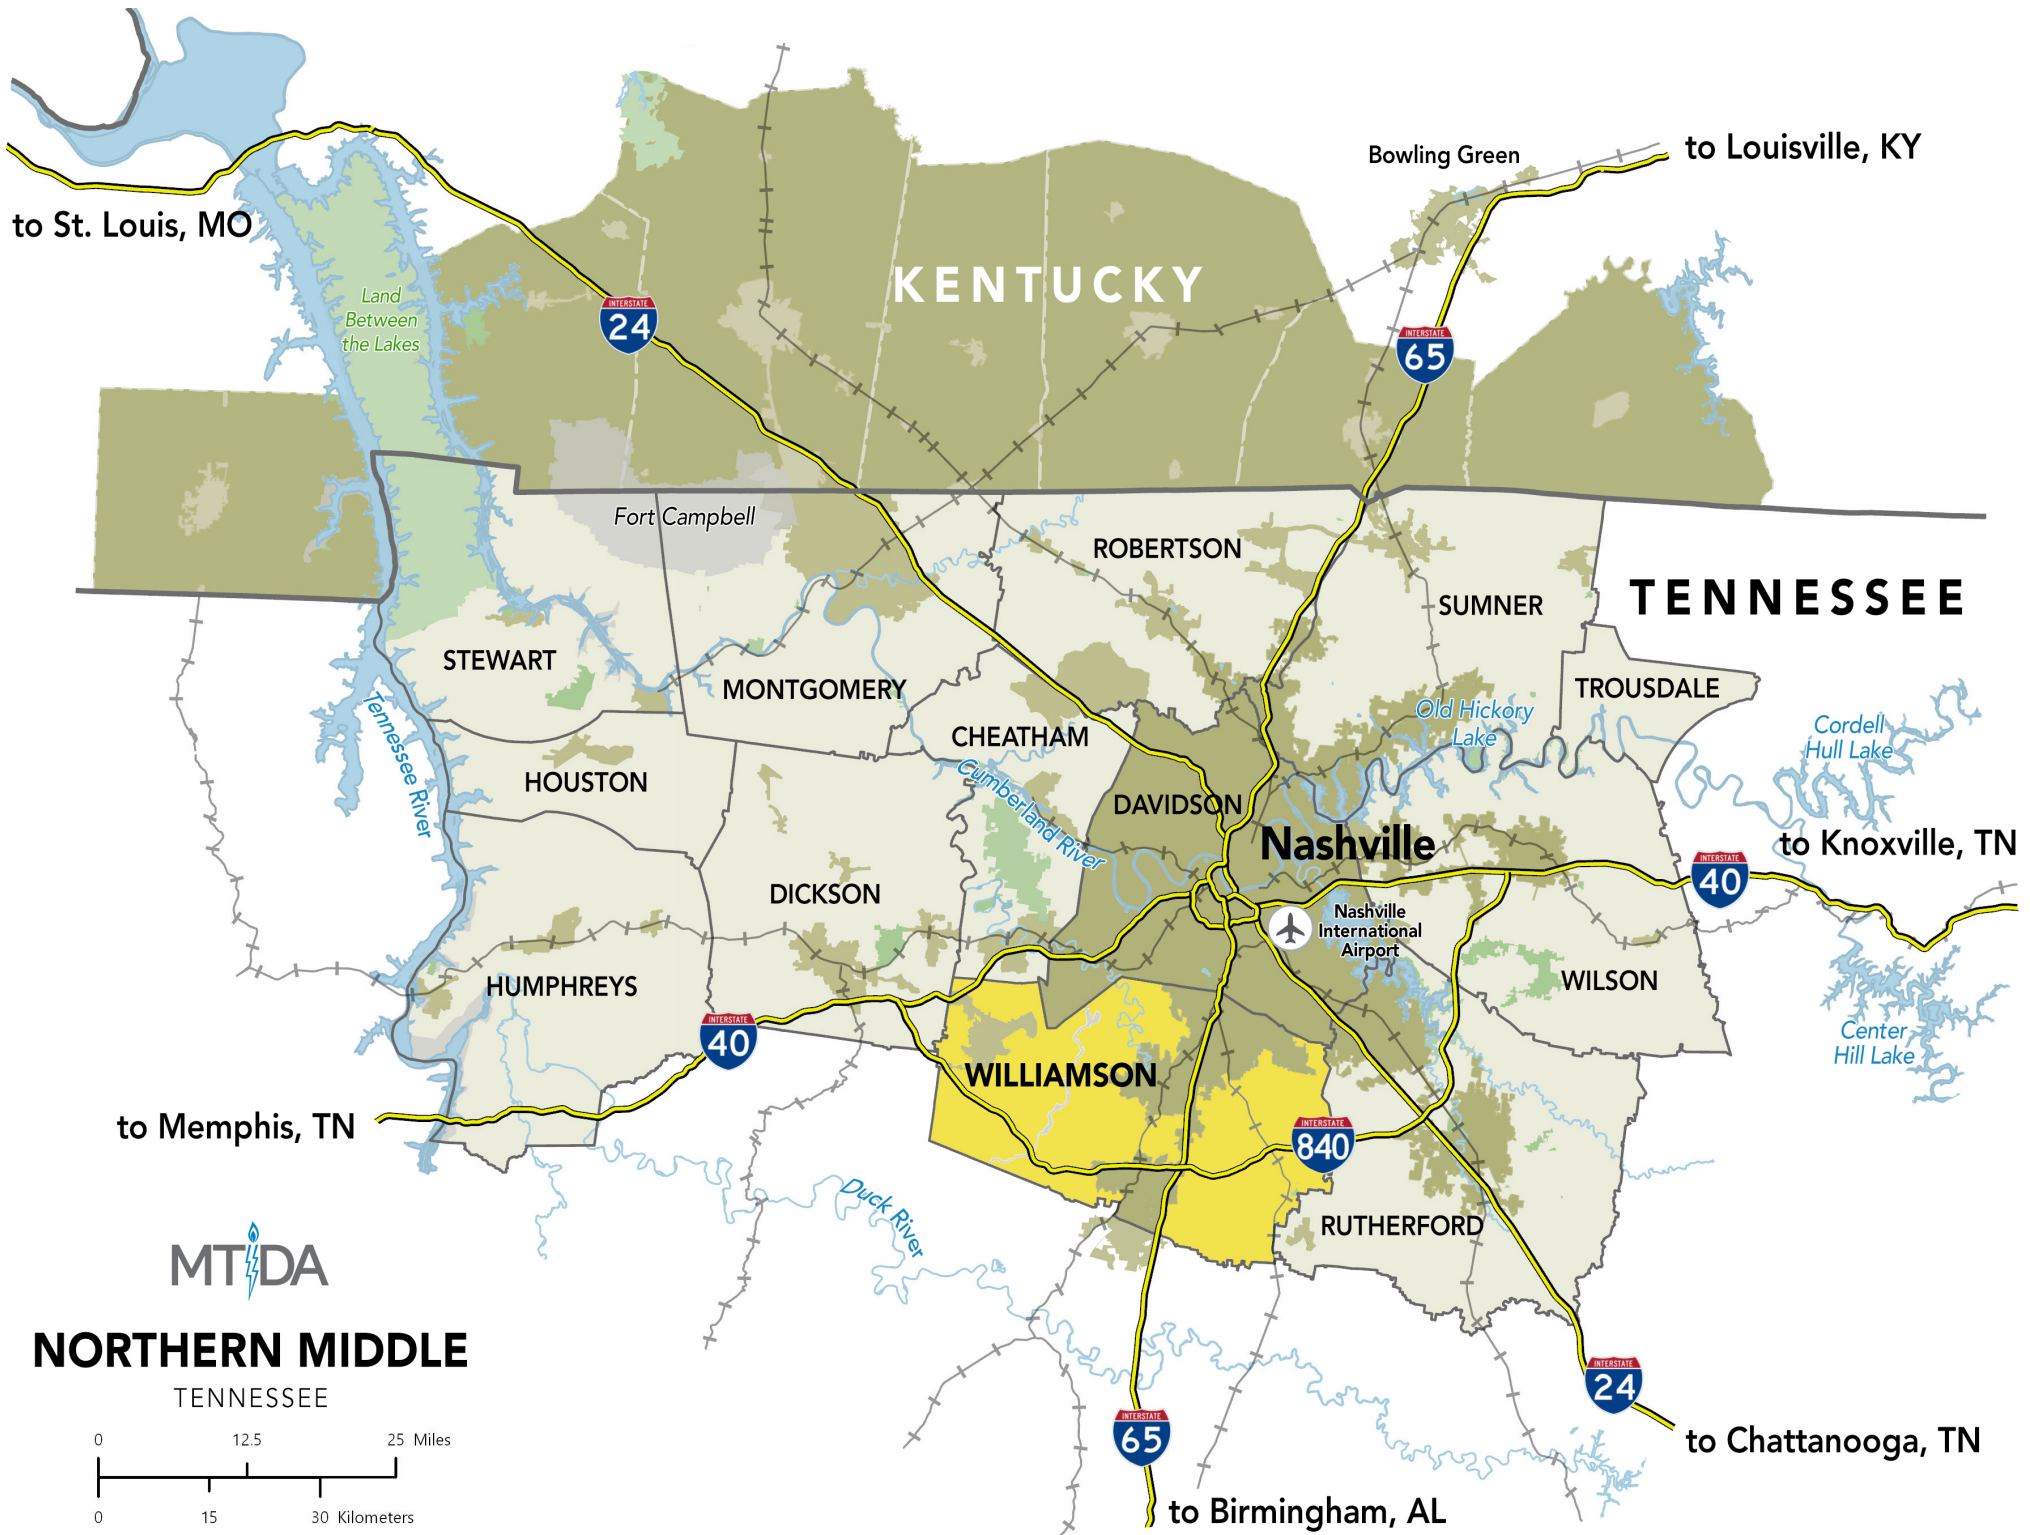 Bowling Green
to Louisville, KY
to St. Louis, MO
KENTUCKY
Land
Between
the Lakes
INTERSTATE
24
INTERSTATE
65
Fort Campbell
ROBERTSON
SUMNER
TENNESSEE
STEWART
MONTGOMERY
TROUSDALE
Old Hickory
Lake
Cordell
Hull Lake
CHEATHAM
Tennessee River
HOUSTON
Cumberland River
DAVIDSON
Nashville
to Knoxville, TN
INTERSTATE
40
DICKSON
Nashville
International
Airport
HUMPHREYS
WILSON
INTERSTATE
40
Center
Hill Lake
WILLIAMSON
to Memphis, TN
INTERSTATE
840
Duck River
RUTHERFORD
MTIDA
NORTHERN MIDDLE
TENNESSEE
INTERSTATE
24
to Chattanooga, TN
INTERSTATE
65
to Birmingham, AL
0 12.5 25 Miles
0 15 30 Kilometers